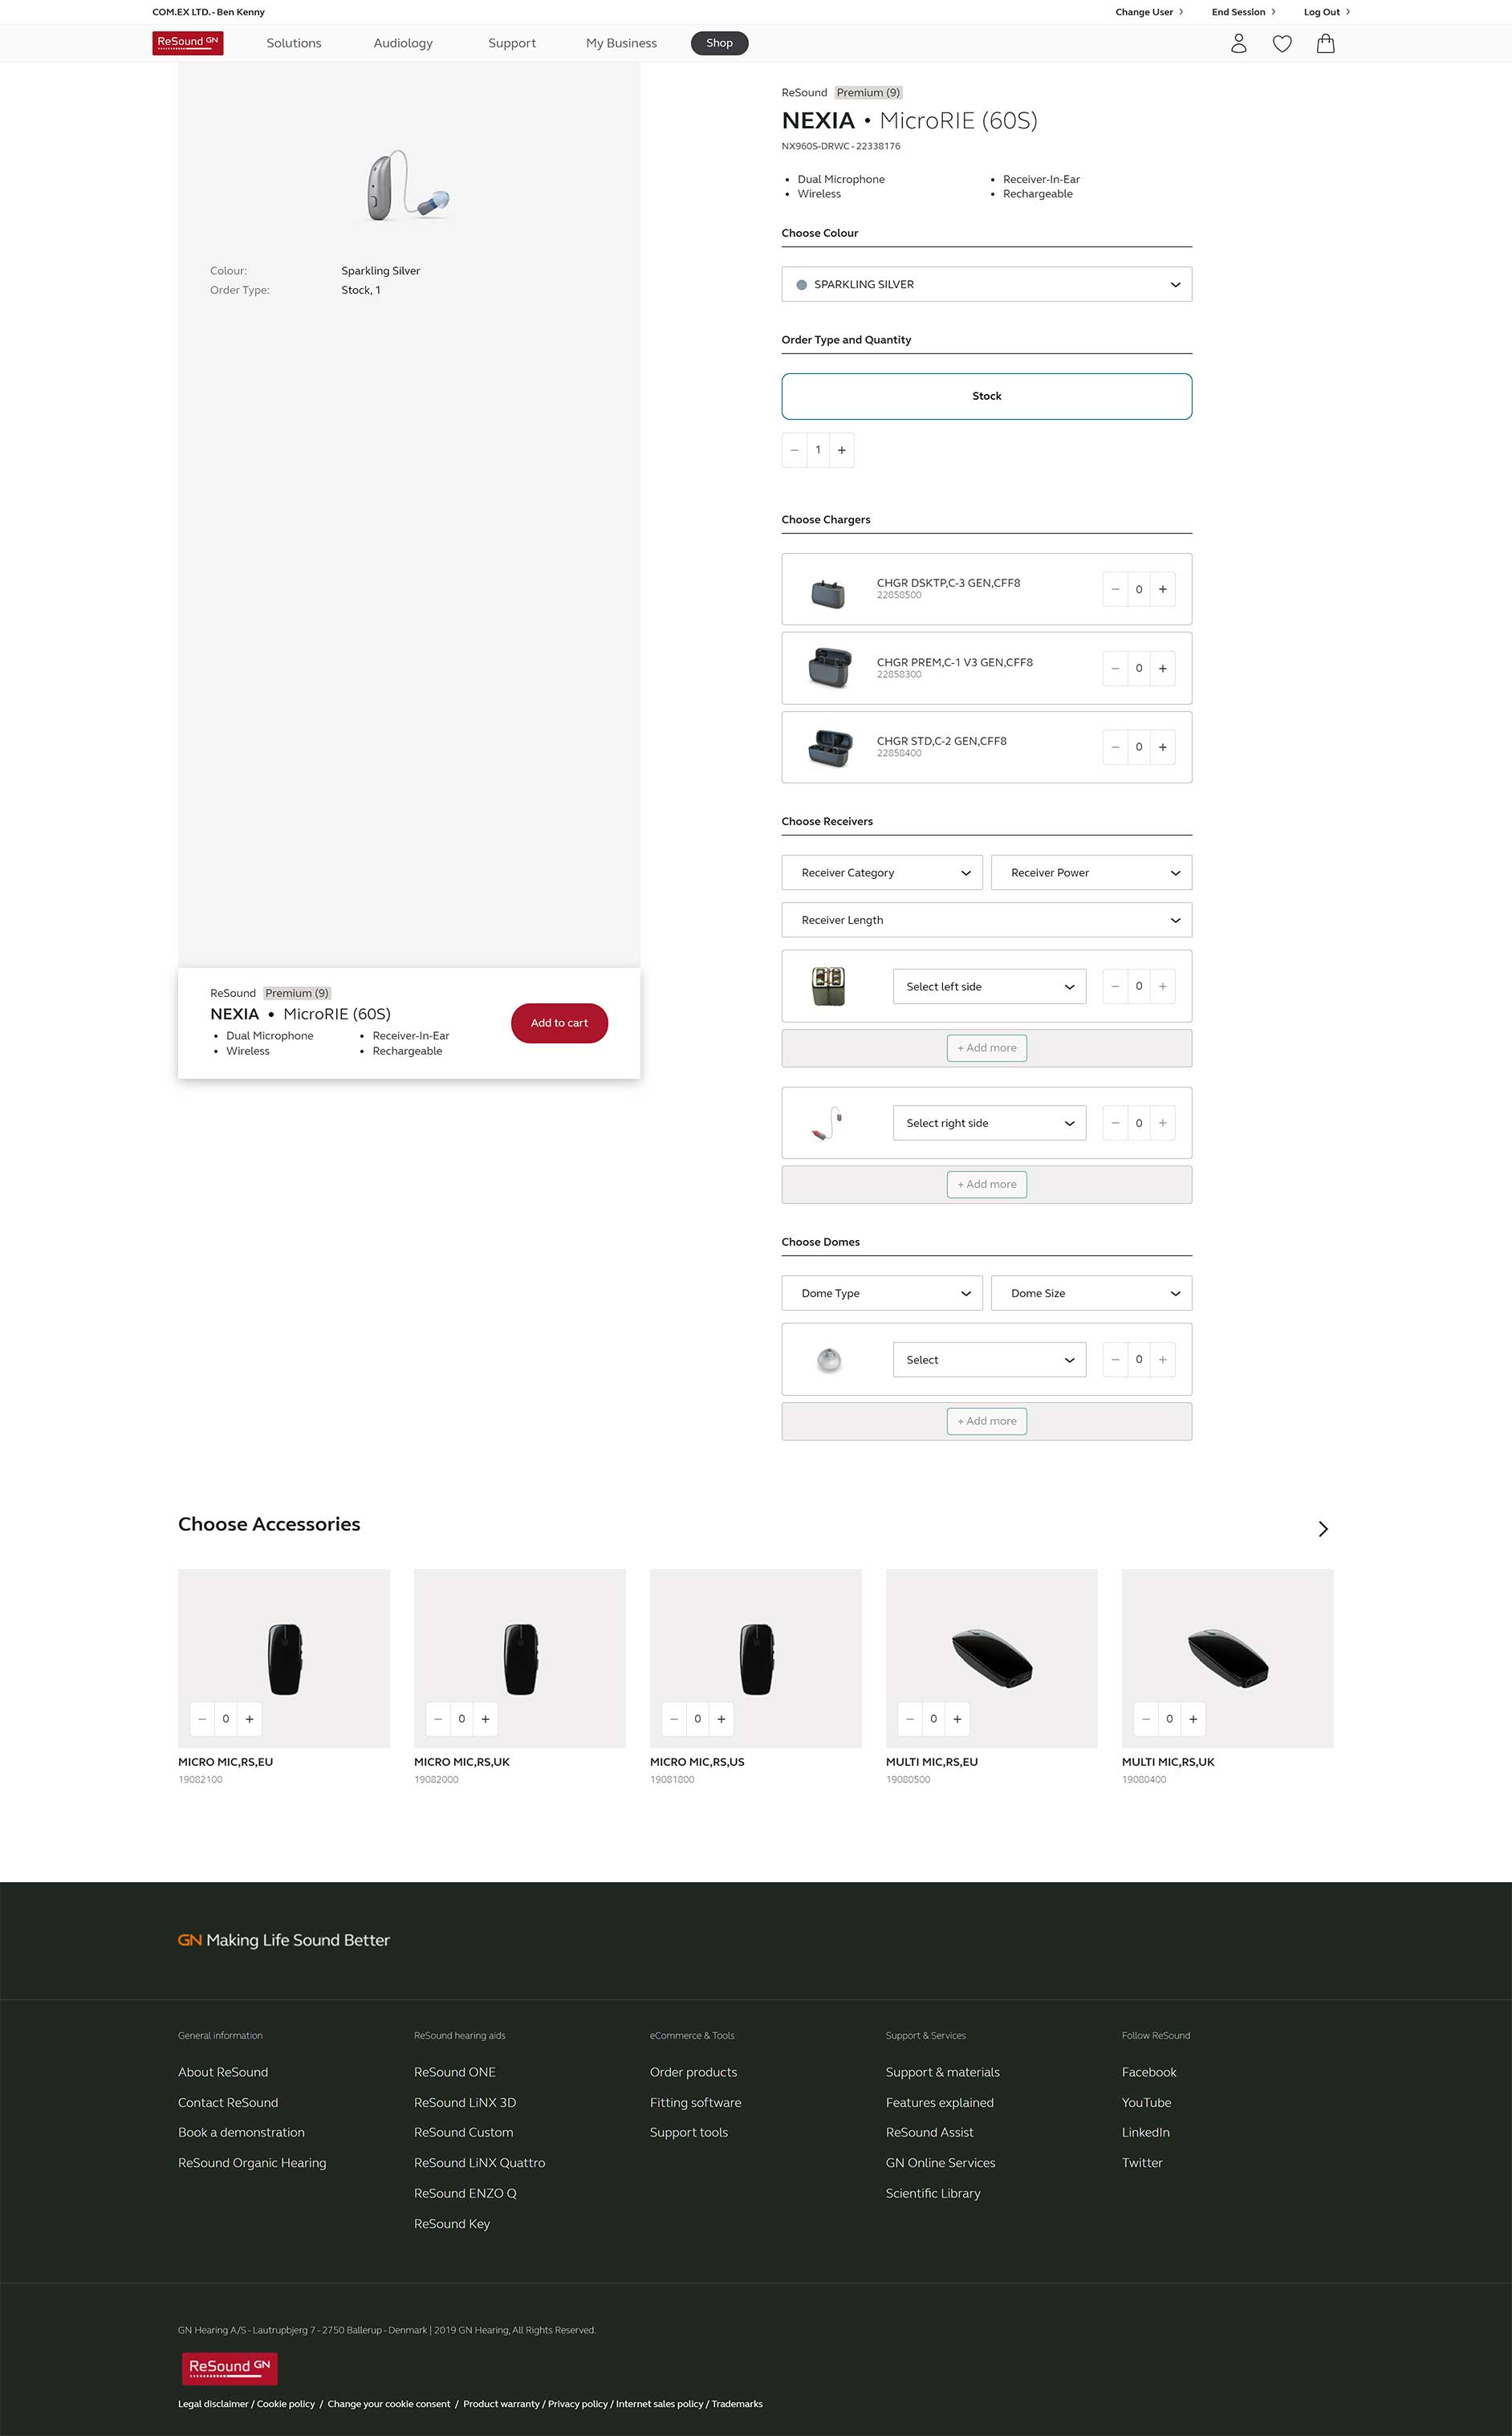 COM.EX LTD. - Ben Kenny
Change User
End Session
Log Out
ReSound GN
Solutions
Audiology
Support
My Business
Shop
Colour: Sparkling Silver
Order Type: Stock, 1
ReSound Premium (9)
NEXIA • MicroRIE (60S)
• Dual Microphone
• Receiver-In-Ear
• Wireless
• Rechargeable
Add to cart
ReSound Premium (9)
NEXIA • MicroRIE (60S)
NX960S-DRWC - 22338176
• Dual Microphone
• Receiver-In-Ear
• Wireless
• Rechargeable
Choose Colour
SPARKLING SILVER
Order Type and Quantity
Stock
− 1 +
Choose Chargers
CHGR DSKTP,C-3 GEN,CFF8
22858500
− 0 +
CHGR PREM,C-1 V3 GEN,CFF8
22858300
− 0 +
CHGR STD,C-2 GEN,CFF8
22858400
− 0 +
Choose Receivers
Receiver Category
Receiver Power
Receiver Length
Select left side
− 0 +
+ Add more
Select right side
− 0 +
+ Add more
Choose Domes
Dome Type
Dome Size
Select
− 0 +
+ Add more
Choose Accessories
− 0 +
MICRO MIC,RS,EU
19082100
− 0 +
MICRO MIC,RS,UK
19082000
− 0 +
MICRO MIC,RS,US
19081800
− 0 +
MULTI MIC,RS,EU
19080500
− 0 +
MULTI MIC,RS,UK
19080400
GN Making Life Sound Better
General information
About ReSound
Contact ReSound
Book a demonstration
ReSound Organic Hearing
ReSound hearing aids
ReSound ONE
ReSound LiNX 3D
ReSound Custom
ReSound LiNX Quattro
ReSound ENZO Q
ReSound Key
eCommerce & Tools
Order products
Fitting software
Support tools
Support & Services
Support & materials
Features explained
ReSound Assist
GN Online Services
Scientific Library
Follow ReSound
Facebook
YouTube
LinkedIn
Twitter
GN Hearing A/S - Lautrupbjerg 7 - 2750 Ballerup - Denmark | 2019 GN Hearing, All Rights Reserved.
ReSound GN
Legal disclaimer / Cookie policy / Change your cookie consent / Product warranty / Privacy policy / Internet sales policy / Trademarks